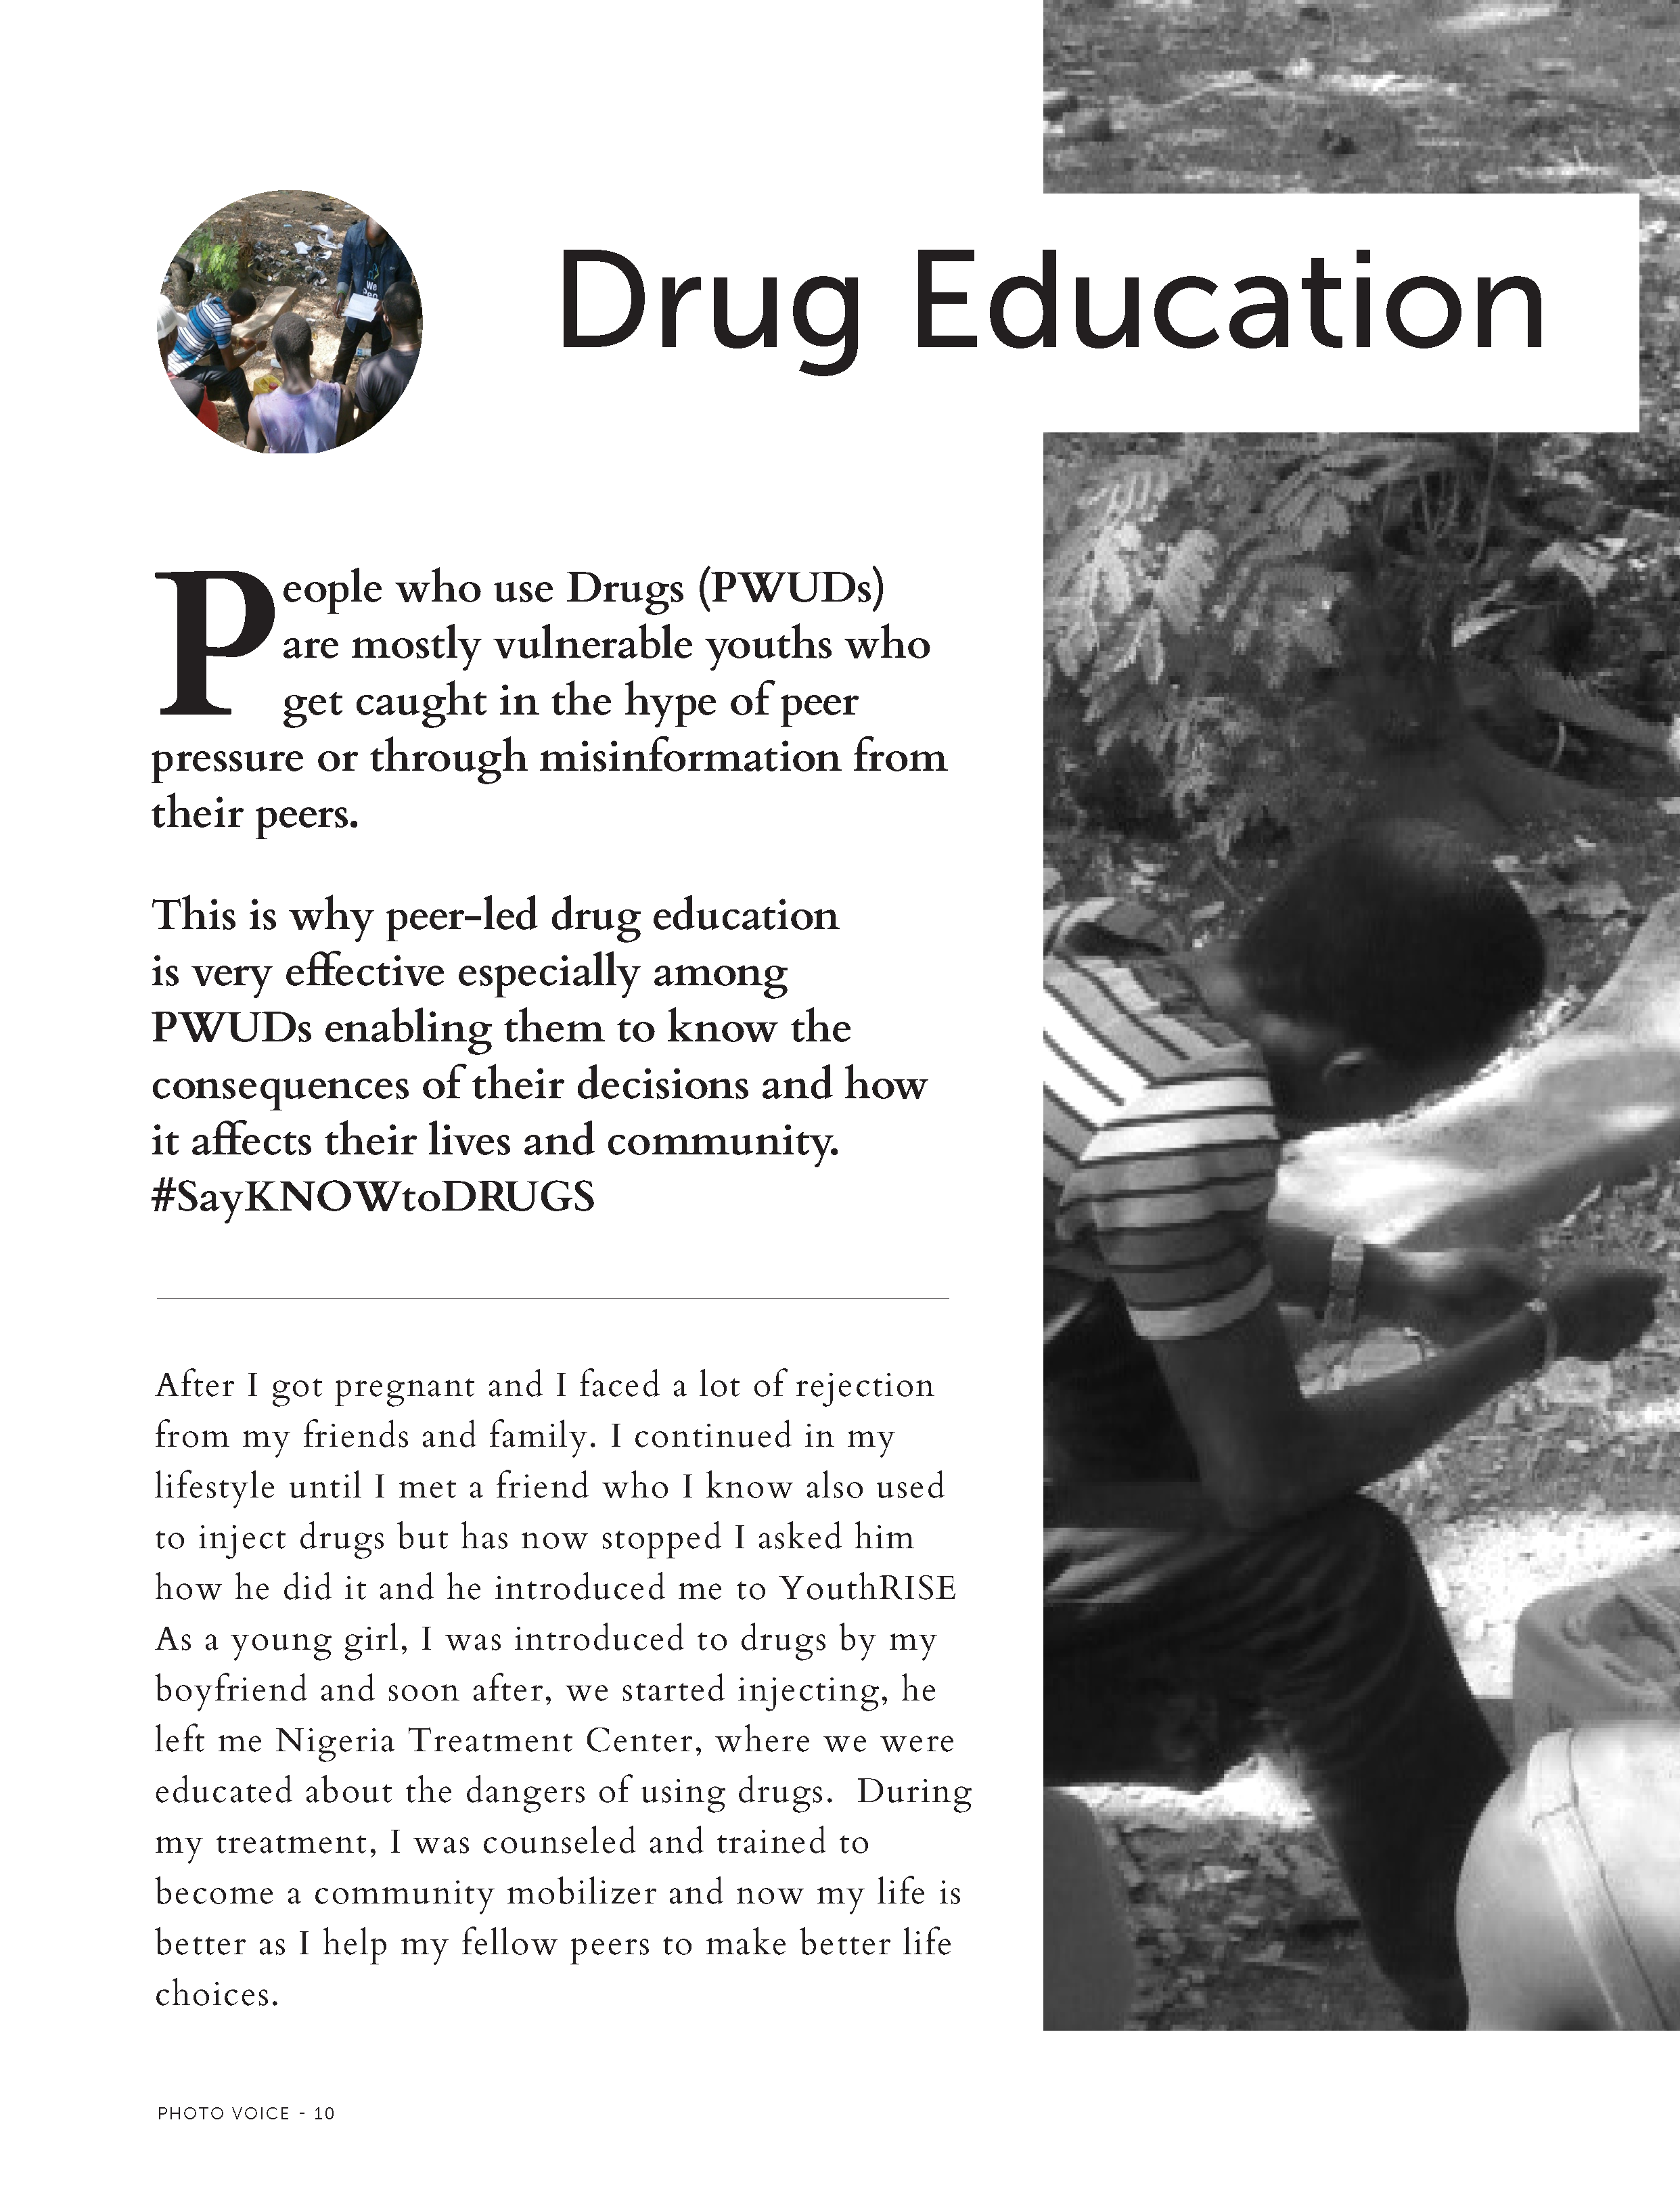 We
Drug Education
People who use Drugs (PWUDs)
are mostly vulnerable youths who
get caught in the hype of peer
pressure or through misinformation from
their peers.
This is why peer-led drug education
is very effective especially among
PWUDs enabling them to know the
consequences of their decisions and how
it affects their lives and community.
#SayKNOWtoDRUGS
After I got pregnant and I faced a lot of rejection
from my friends and family. I continued in my
lifestyle until I met a friend who I know also used
to inject drugs but has now stopped I asked him
how he did it and he introduced me to YouthRISE
As a young girl, I was introduced to drugs by my
boyfriend and soon after, we started injecting, he
left me Nigeria Treatment Center, where we were
educated about the dangers of using drugs.  During
my treatment, I was counseled and trained to
become a community mobilizer and now my life is
better as I help my fellow peers to make better life
choices.
PHOTO VOICE - 10